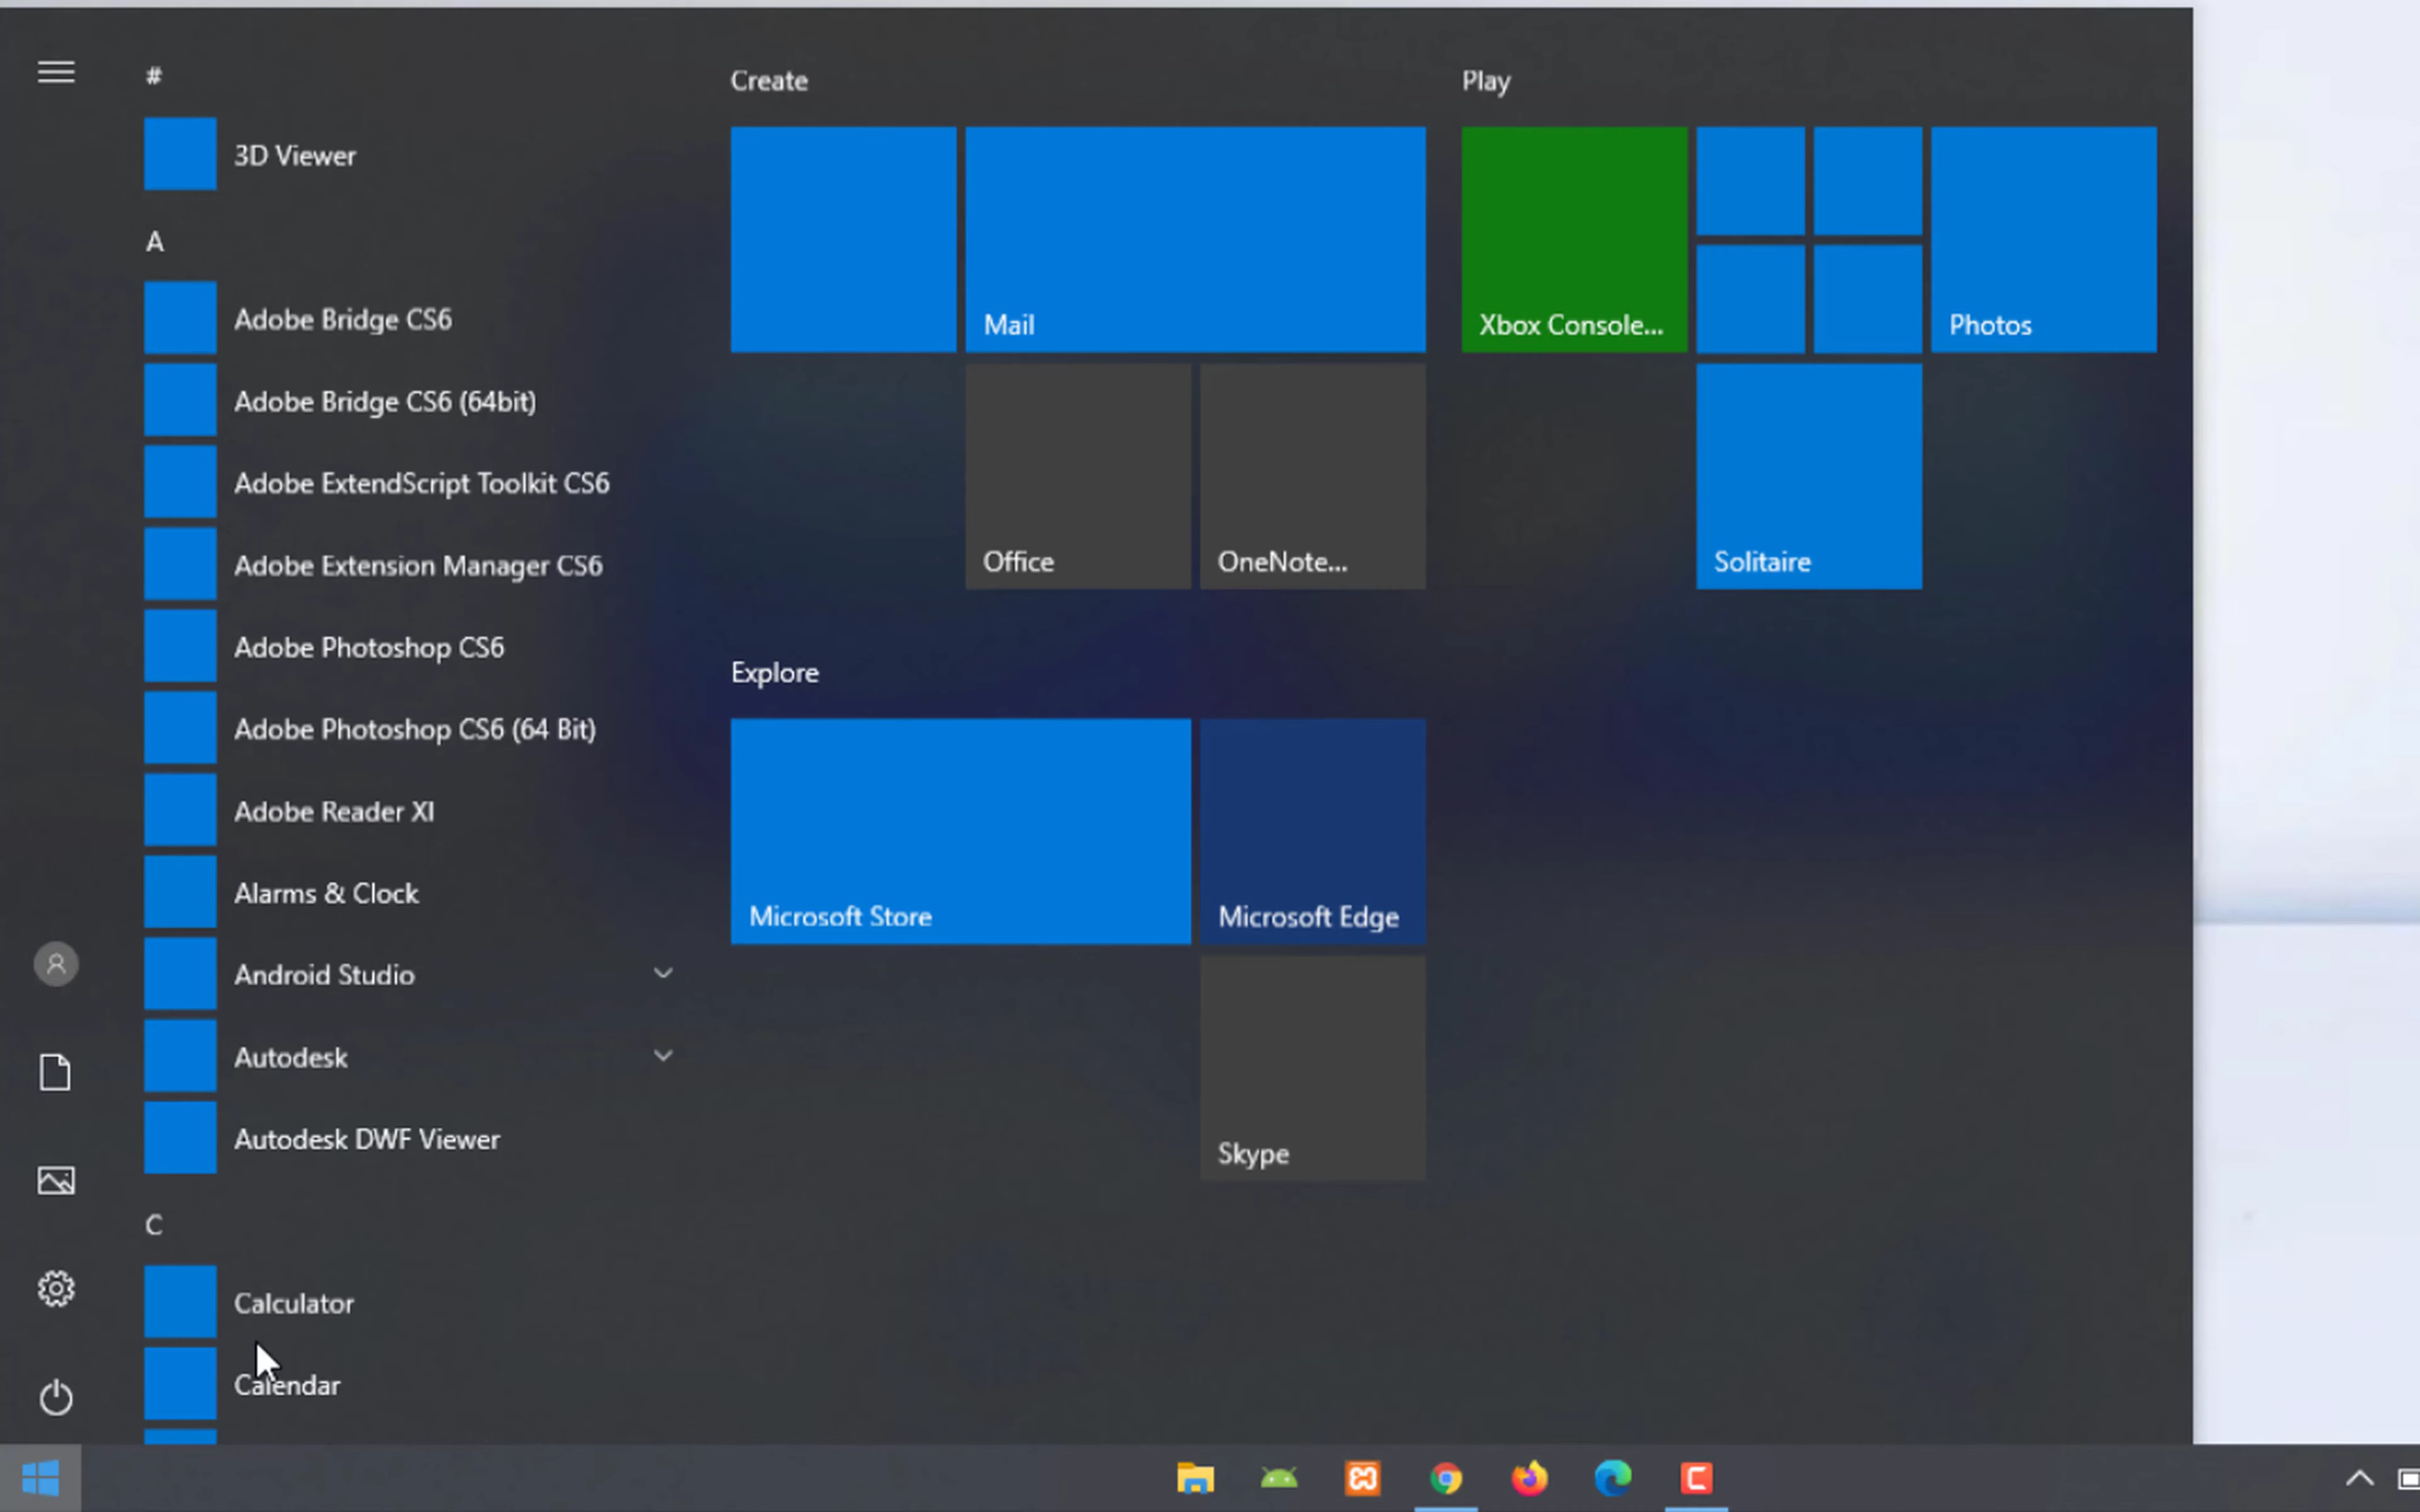 #
3D Viewer
A
Adobe Bridge CS6
Adobe Bridge CS6 (64bit)
Adobe ExtendScript Toolkit CS6
Adobe Extension Manager CS6
Adobe Photoshop CS6
Adobe Photoshop CS6 (64 Bit)
Adobe Reader XI
Alarms & Clock
Android Studio
Autodesk
Autodesk DWF Viewer
C
Calculator
Calendar
Create
Mail
Office
OneNote...
Explore
Microsoft Store
Microsoft Edge
Skype
Play
Xbox Console...
Photos
Solitaire